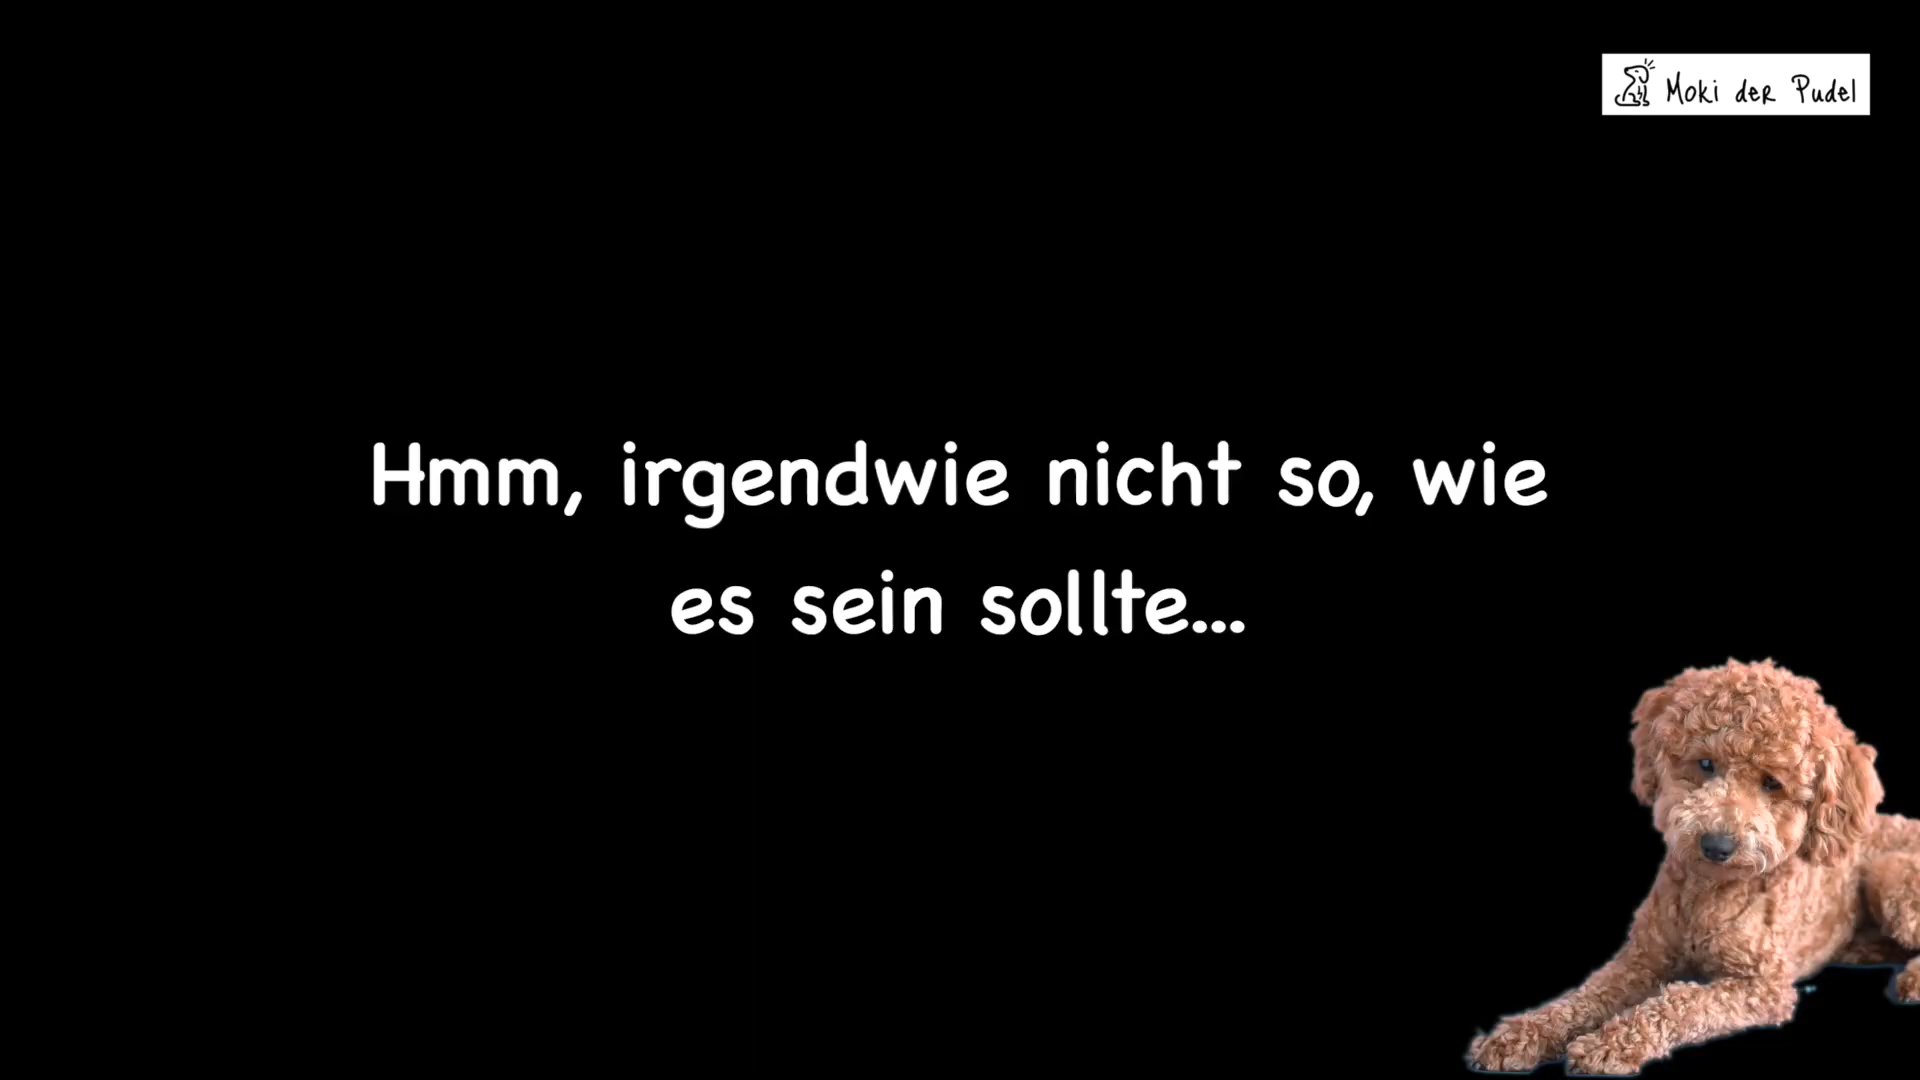 Moki der Pudel
Hmm, irgendwie nicht so, wie
es sein sollte...